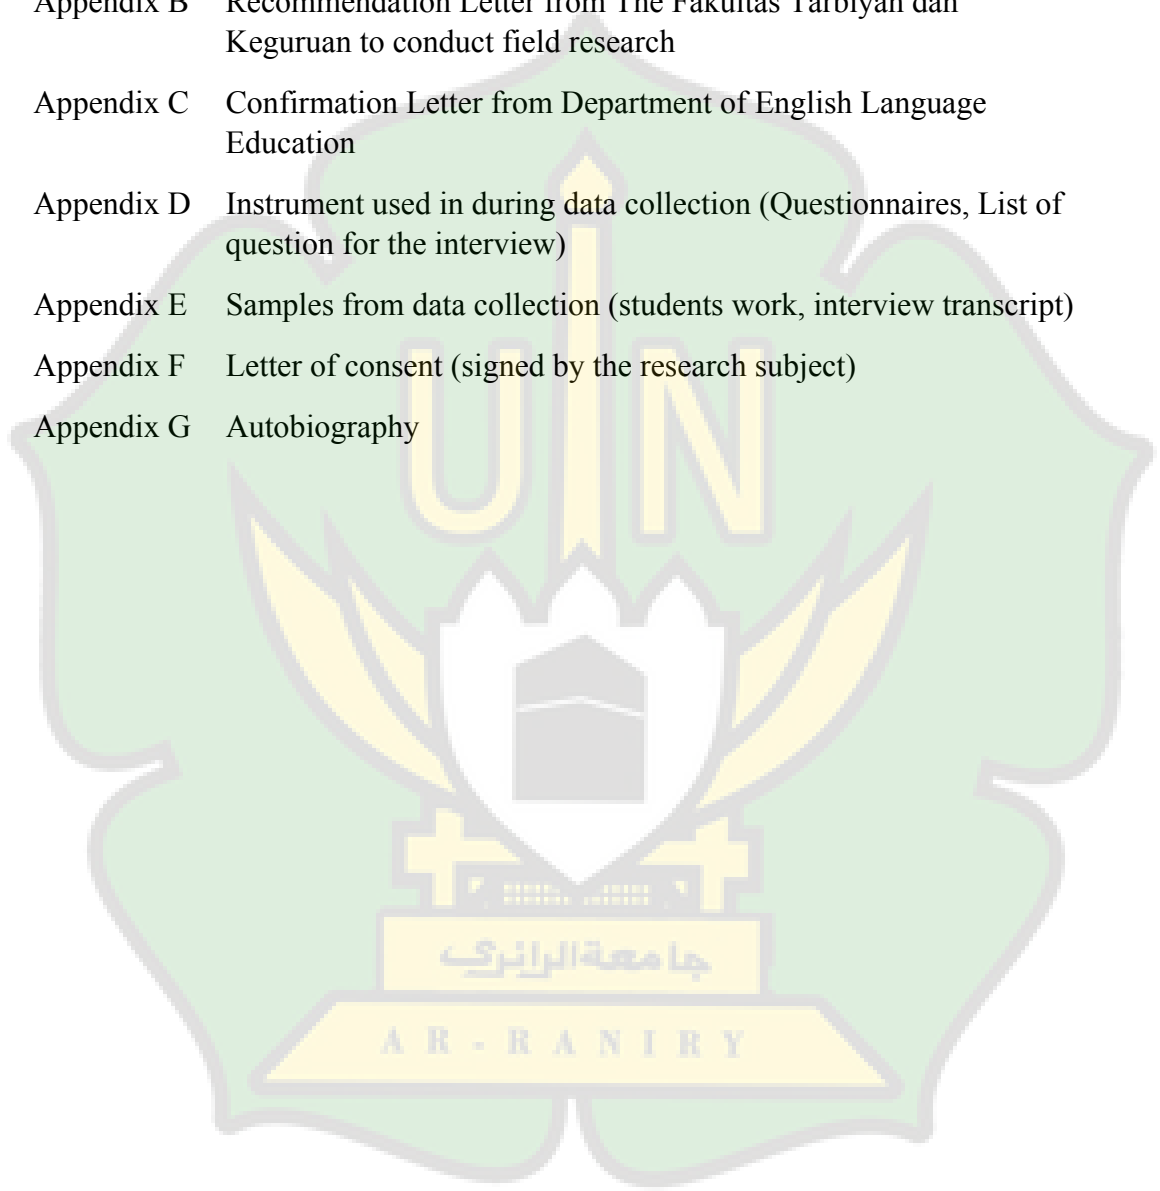 Appendix B Recommendation Letter from The Fakultas Tarbiyah dan
Keguruan to conduct field research
Appendix C Confirmation Letter from Department of English Language
Education
Appendix D Instrument used in during data collection (Questionnaires, List of
question for the interview)
Appendix E Samples from data collection (students work, interview transcript)
Appendix F Letter of consent (signed by the research subject)
Appendix G Autobiography
U N
جامعةالرانري
AR-RANIRY